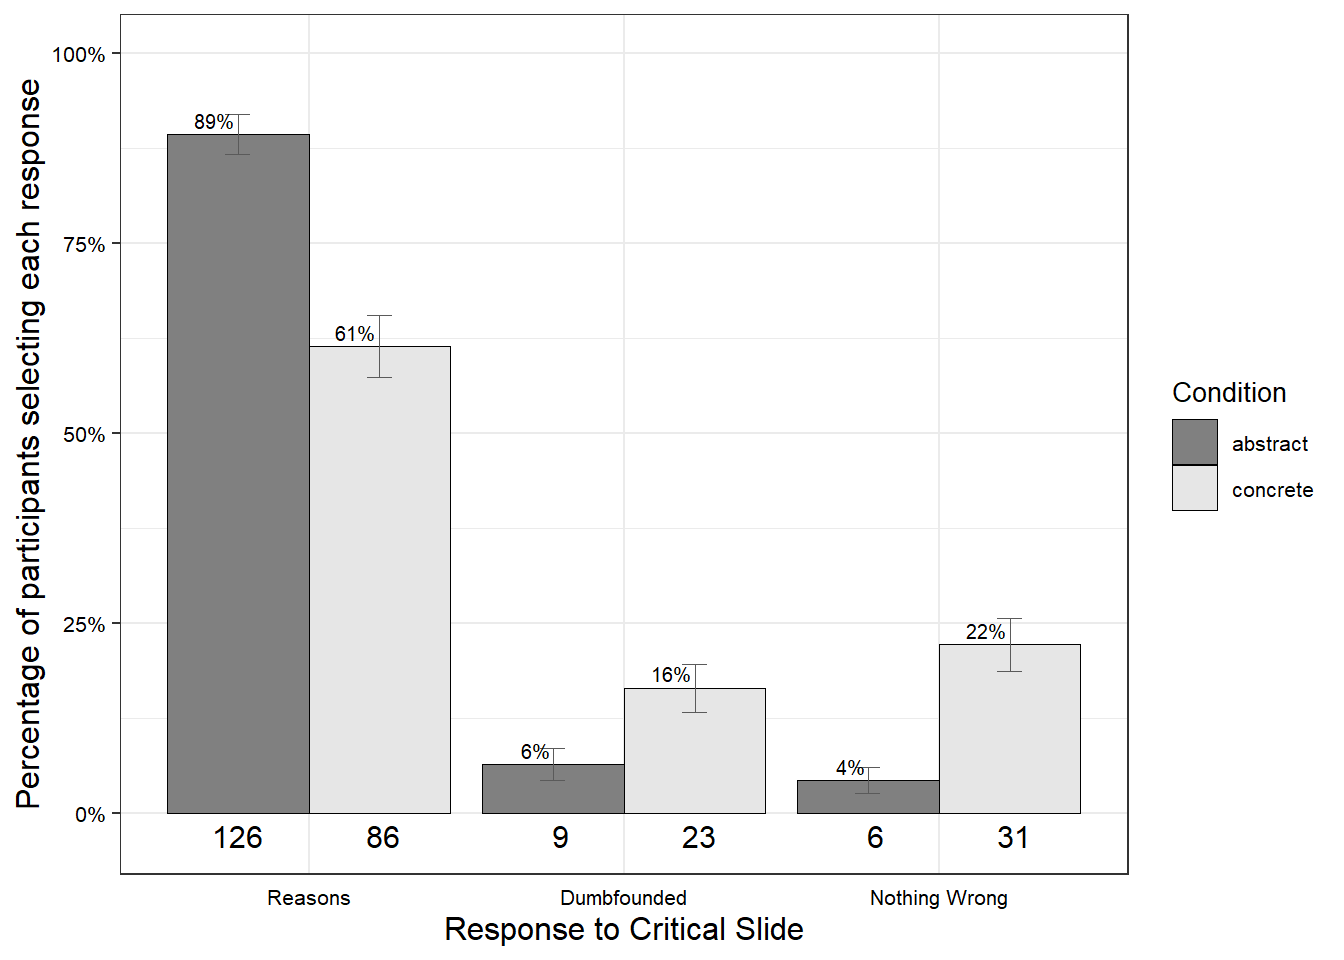 Percentage of participants selecting each response
100%
75%
50%
25%
0%
89%
61%
6%
16%
4%
22%
126
86
9
23
6
31
Reasons
Dumbfounded
Nothing Wrong
Response to Critical Slide
Condition
abstract
concrete